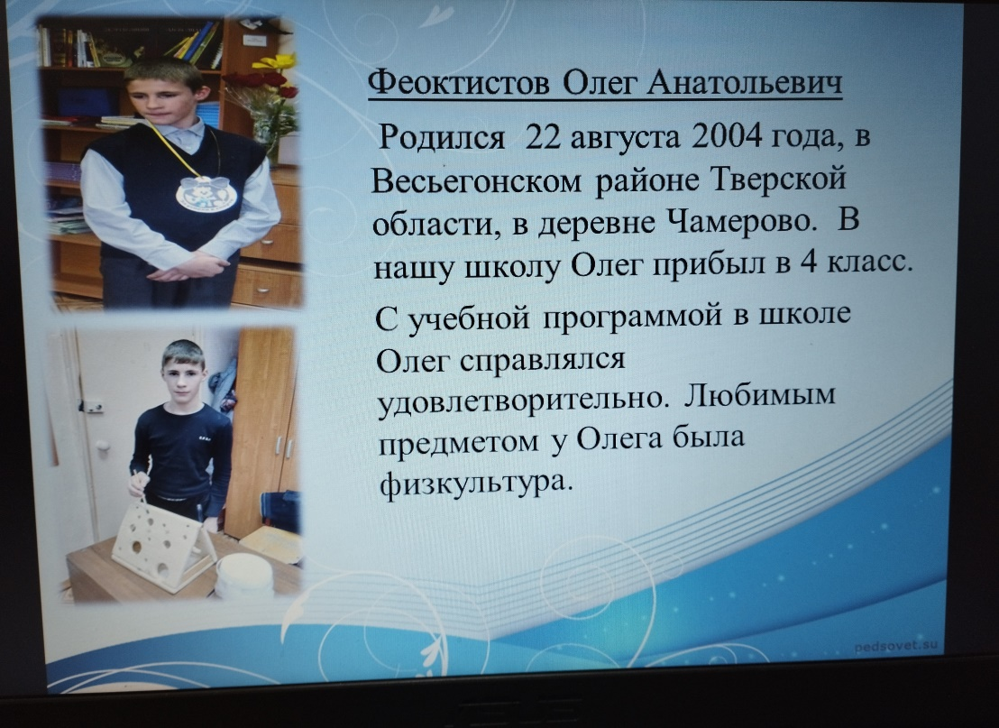 Феоктистов Олег Анатольевич
Родился 22 августа 2004 года, в
Весьегонском районе Тверской
области, в деревне Чамерово. В
нашу школу Олег прибыл в 4 класс.
С учебной программой в школе
Олег справлялся
удовлетворительно. Любимым
предметом у Олега была
физкультура.
pedsovet.su